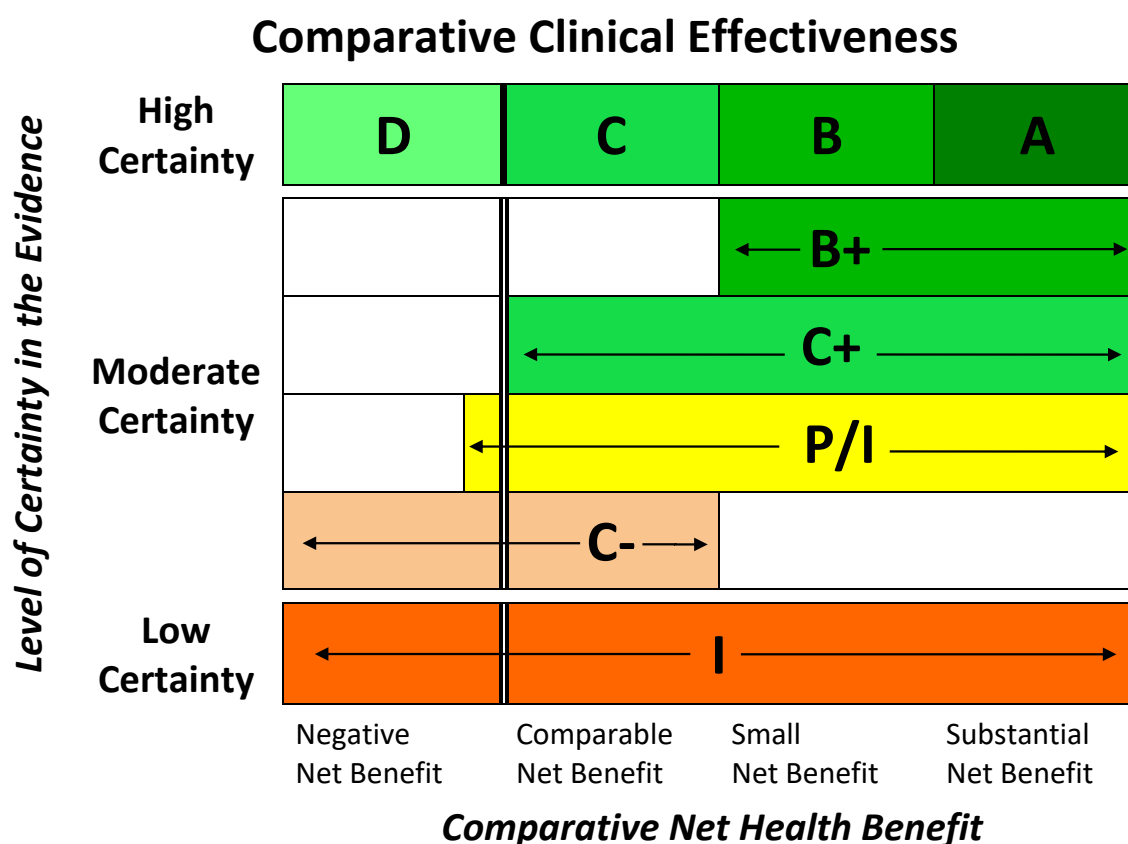 Comparative Clinical Effectiveness
Level of Certainty in the Evidence
High
Certainty
D
C
B
A
B+
C+
Moderate
Certainty
P/I
C-
Low
Certainty
I
Negative
Net Benefit
Comparable
Net Benefit
Small
Net Benefit
Substantial
Net Benefit
Comparative Net Health Benefit